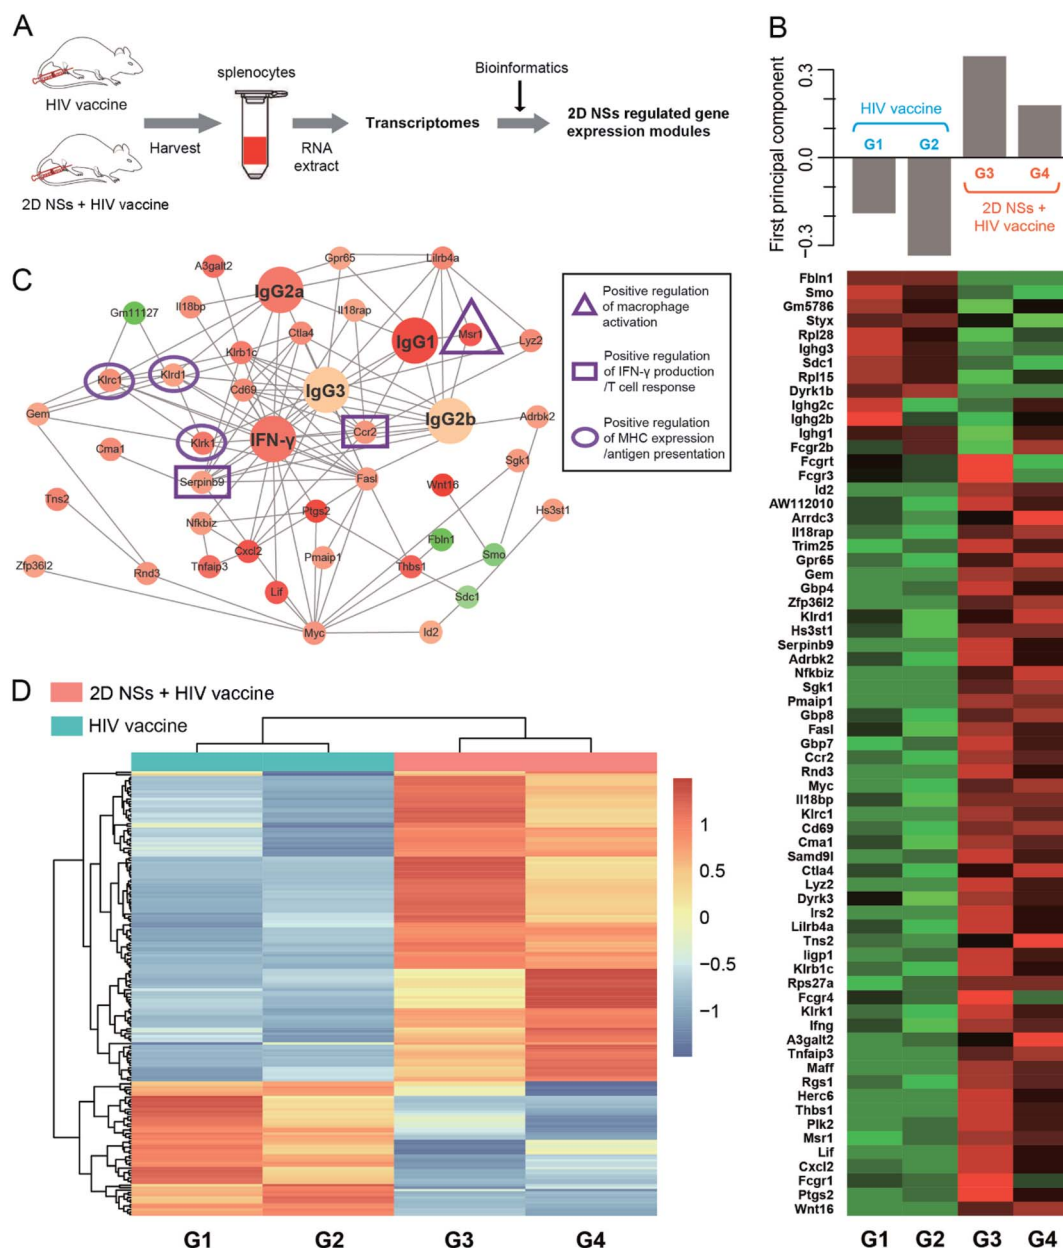 A
HIV vaccine
2D NSs + HIV vaccine
Harvest
splenocytes
RNA
extract
Transcriptomes
Bioinformatics
2D NSs regulated gene
expression modules
B
First principal component
0.3
0.0
−0.3
HIV vaccine
G1 G2
G3 G4
2D NSs +
HIV vaccine
Fbln1
Smo
Gm5786
Styx
Rpl28
Ighg3
Sdc1
Rpl15
Dyrk1b
Ighg2c
Ighg2b
Ighg1
Fcgr2b
Fcgrt
Fcgr3
Id2
AW112010
Arrdc3
Il18rap
Trim25
Gpr65
Gem
Gbp4
Zfp36l2
Klrd1
Hs3st1
Serpinb9
Adrbk2
Nfkbiz
Sgk1
Pmaip1
Gbp8
Fasl
Gbp7
Ccr2
Rnd3
Myc
Il18bp
Klrc1
Cd69
Cma1
Samd9l
Ctla4
Lyz2
Dyrk3
Irs2
Lilrb4a
Tns2
Iigp1
Klrb1c
Rps27a
Fcgr4
Klrk1
Ifng
A3galt2
Tnfaip3
Maff
Rgs1
Herc6
Thbs1
Plk2
Msr1
Lif
Cxcl2
Fcgr1
Ptgs2
Wnt16
G1 G2 G3 G4
C
A3galt2
Gpr65
Lilrb4a
IgG2a
Gm11127
Il18bp
Il18rap
Ctla4
IgG1
Msr1
Lyz2
Klrb1c
Klrc1
Klrd1
Cd69
IgG3
Gem
IgG2b
Adrbk2
Klrk1
IFN-γ
Ccr2
Cma1
Serpinb9
Fasl
Sgk1
Wnt16
Tns2
Nfkbiz
Ptgs2
Hs3st1
Fbln1
Zfp36l2
Rnd3
Tnfaip3
Cxcl2
Pmaip1
Thbs1
Smo
Lif
Sdc1
Myc
Id2
Positive regulation
of macrophage
activation
Positive regulation
of IFN-γ production
/T cell response
Positive regulation
of MHC expression
/antigen presentation
D
2D NSs + HIV vaccine
HIV vaccine
1
0.5
0
−0.5
−1
G1 G2 G3 G4